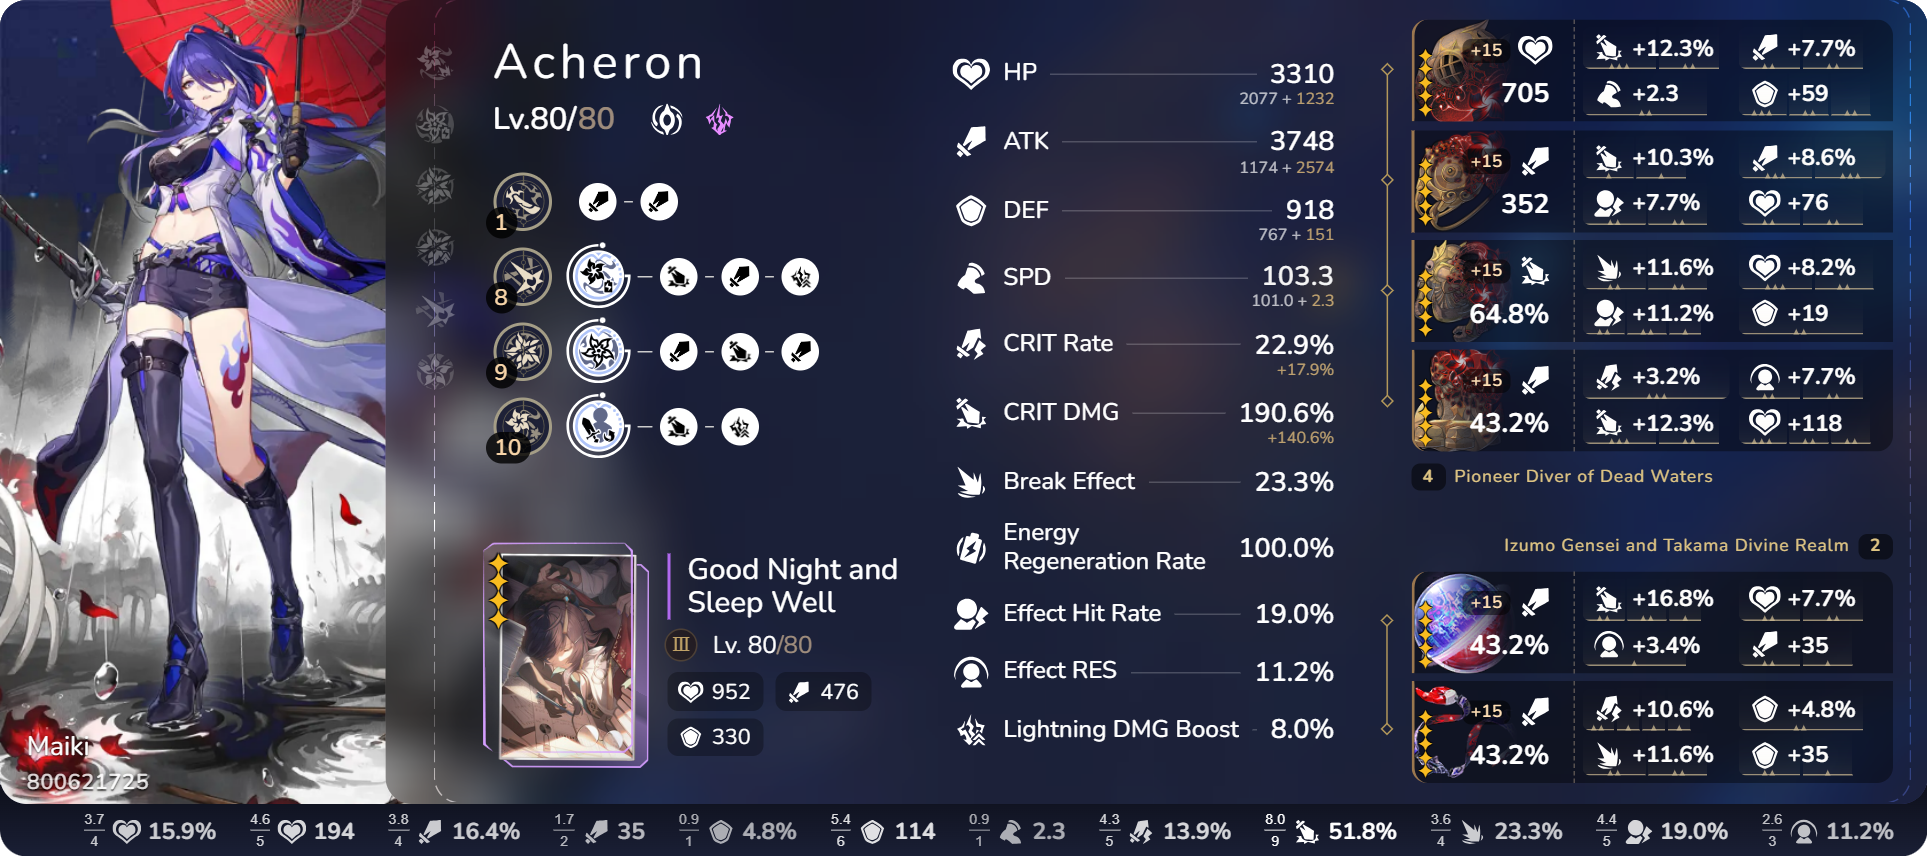 Acheron
Lv.80/80
1
8
9
10
Good Night and
Sleep Well
III Lv. 80/80
952 476
330
Maiki
800621725
HP 3310
2077 + 1232
ATK 3748
1174 + 2574
DEF 918
767 + 151
SPD 103.3
101.0 + 2.3
CRIT Rate 22.9%
+17.9%
CRIT DMG 190.6%
+140.6%
Break Effect 23.3%
Energy
Regeneration Rate 100.0%
Effect Hit Rate 19.0%
Effect RES 11.2%
Lightning DMG Boost 8.0%
+15 +12.3% +7.7%
705 +2.3 +59
+15 +10.3% +8.6%
352 +7.7% +76
+15 +11.6% +8.2%
64.8% +11.2% +19
+15 +3.2% +7.7%
43.2% +12.3% +118
4 Pioneer Diver of Dead Waters
Izumo Gensei and Takama Divine Realm 2
+15 +16.8% +7.7%
43.2% +3.4% +35
+15 +10.6% +4.8%
43.2% +11.6% +35
3.7/4 15.9% 4.6/5 194 3.8/4 16.4% 1.7/2 35 0.9/1 4.8% 5.4/6 114 0.9/1 2.3 4.3/5 13.9% 8.0/9 51.8% 3.6/4 23.3% 4.4/5 19.0% 2.6/3 11.2%